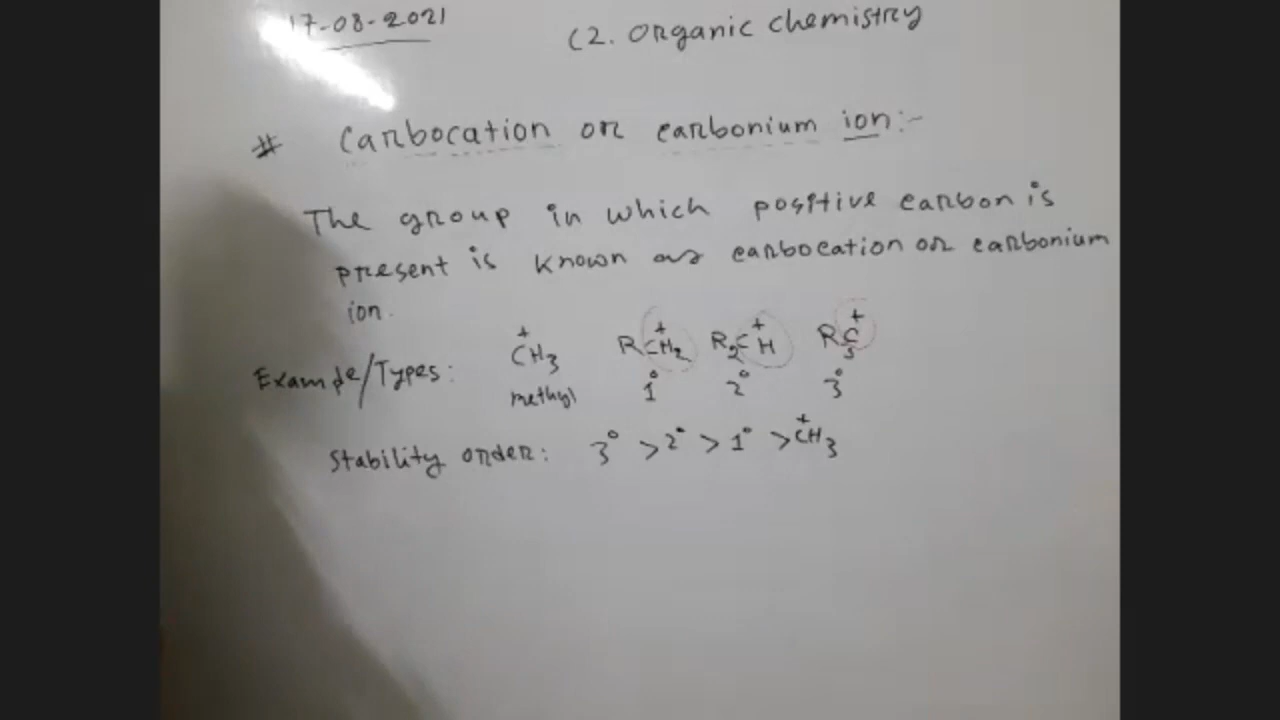 17-08-2021
C2. Organic chemistry
# Carbocation or carbonium ion:-
The group in which positive carbon is
present is known as carbocation or carbonium
ion.
Example/Types: C⁺H₃ RC⁺H₂ R₂C⁺H R₃C⁺
methyl 1° 2° 3°
Stability order: 3° > 2° > 1° > C⁺H₃